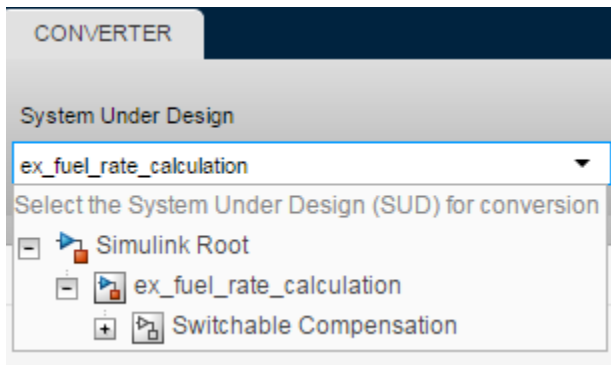 CONVERTER
System Under Design
ex_fuel_rate_calculation
Select the System Under Design (SUD) for conversion
Simulink Root
ex_fuel_rate_calculation
Switchable Compensation